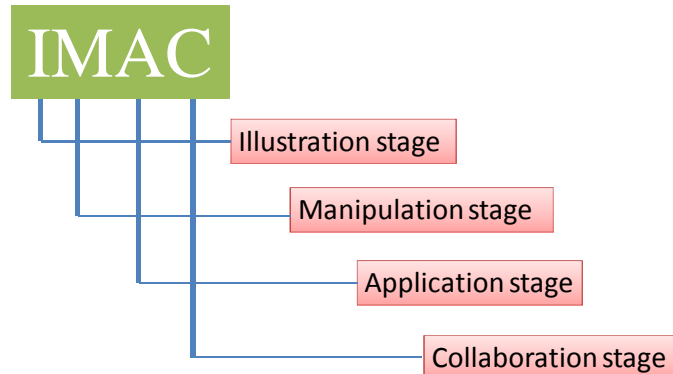 IMAC
Illustration stage
Manipulation stage
Application stage
Collaboration stage